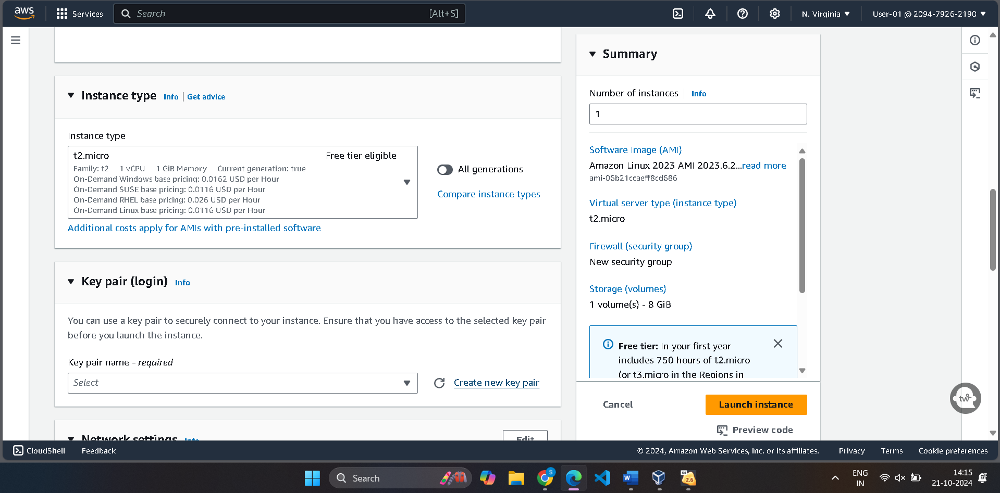 aws
Services
Search
[Alt+S]
N. Virginia
User-01 @ 2094-7926-2190
Instance type
Info
Get advice
Instance type
t2.micro
Free tier eligible
Family: t2 1 vCPU 1 GiB Memory Current generation: true
On-Demand Windows base pricing: 0.0162 USD per Hour
On-Demand SUSE base pricing: 0.0116 USD per Hour
On-Demand RHEL base pricing: 0.026 USD per Hour
On-Demand Linux base pricing: 0.0116 USD per Hour
All generations
Compare instance types
Additional costs apply for AMIs with pre-installed software
Key pair (login)
Info
You can use a key pair to securely connect to your instance. Ensure that you have access to the selected key pair
before you launch the instance.
Key pair name - required
Select
Create new key pair
Network settings
Info
Edit
Summary
Number of instances
Info
1
Software Image (AMI)
Amazon Linux 2023 AMI 2023.6.2...read more
ami-06b21ccaeff8cd686
Virtual server type (instance type)
t2.micro
Firewall (security group)
New security group
Storage (volumes)
1 volume(s) - 8 GiB
Free tier: In your first year
includes 750 hours of t2.micro
(or t3.micro in the Regions in
Cancel
Launch instance
Preview code
CloudShell
Feedback
© 2024, Amazon Web Services, Inc. or its affiliates.
Privacy
Terms
Cookie preferences
Search
S
64
2.6
ENG
IN
14:15
21-10-2024